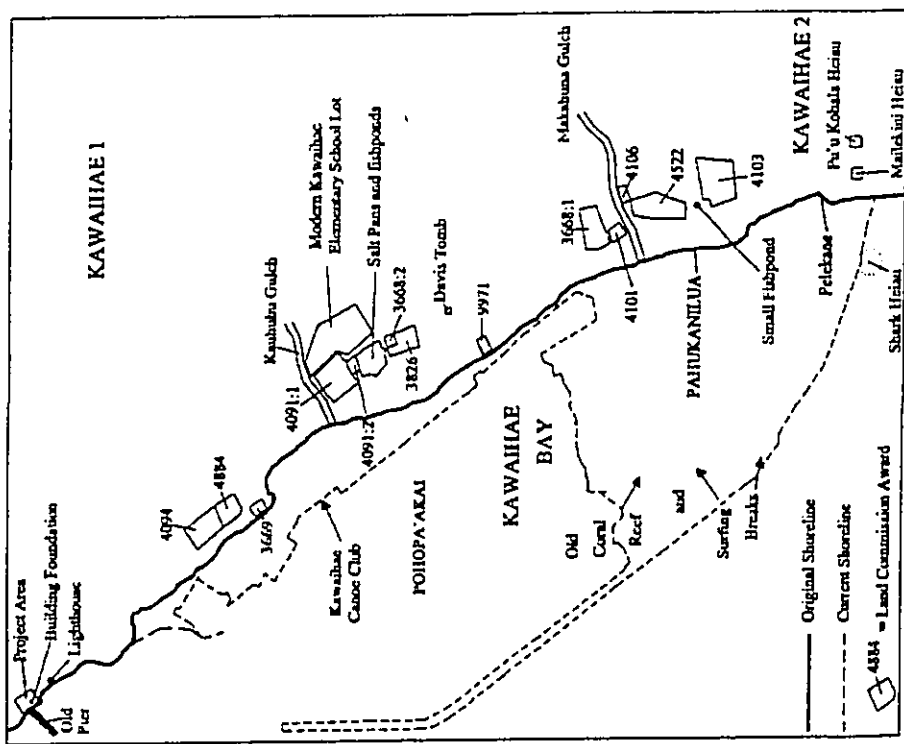 KAWAIHAE 1
Kauhuhu Gulch
Modern Kawaihae
Elementary School Lot
Salt Pans and fishponds
3668:2
Davis Tomb
Makahuna Gulch
4106
4522
4103
KAWAIHAE 2
Pu'u Kohala Heiau
Mailekini Heiau
Project Area
Building Foundation
Lighthouse
Old
Pier
4094
4884
3669
4091:1
4091:2
3826
9971
3668:1
4101
PAHUKANILUA
Small Fishpond
Pelekane
Shark Heiau
Kawaihae
Canoe Club
POHOPA'AKAI
KAWAIHAE
BAY
Old
Coral
Reef
and
Surfing
Breaks
Original Shoreline
Current Shoreline
4884 = Land Commission Award